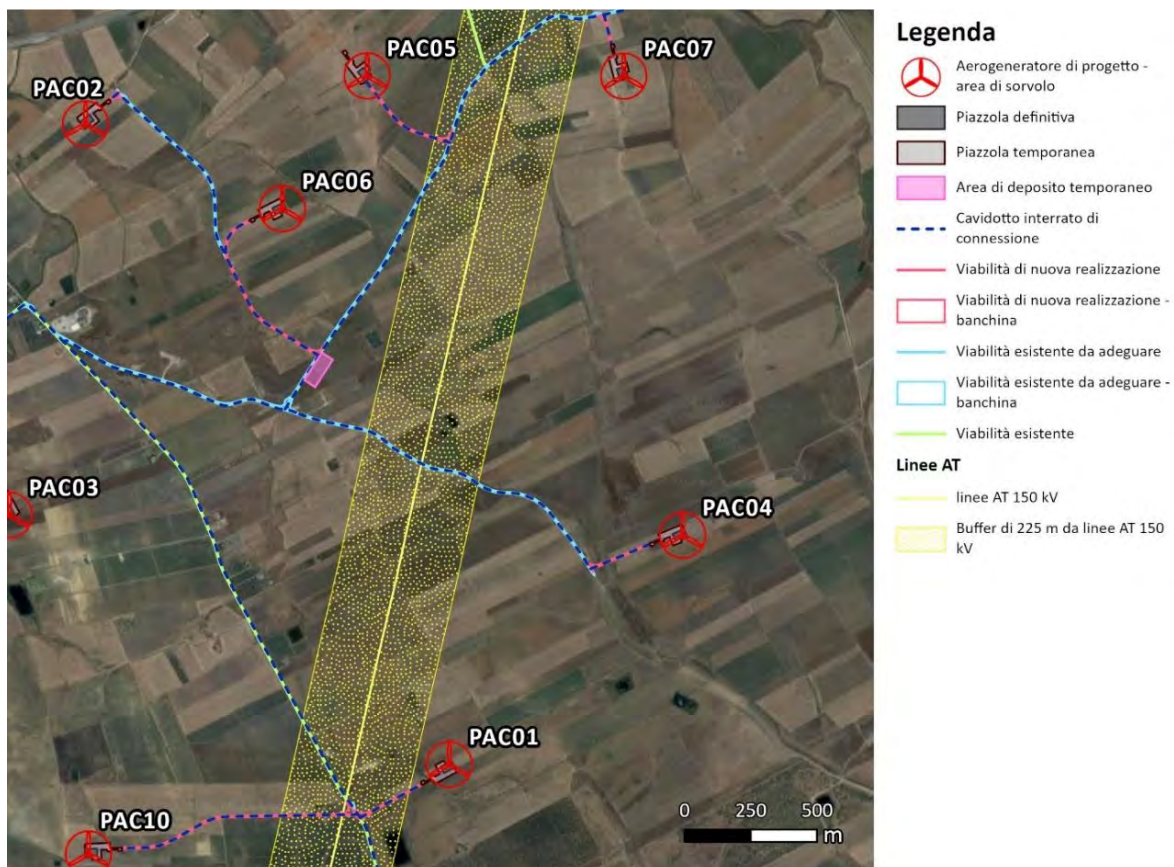 PAC05
PAC07
PAC02
PAC06
PAC03
PAC04
PAC01
PAC10
0 250 500
m
Legenda
Aerogeneratore di progetto -
area di sorvolo
Piazzola definitiva
Piazzola temporanea
Area di deposito temporaneo
Cavidotto interrato di
connessione
Viabilità di nuova realizzazione
Viabilità di nuova realizzazione -
banchina
Viabilità esistente da adeguare
Viabilità esistente da adeguare -
banchina
Viabilità esistente
Linee AT
linee AT 150 kV
Buffer di 225 m da linee AT 150
kV